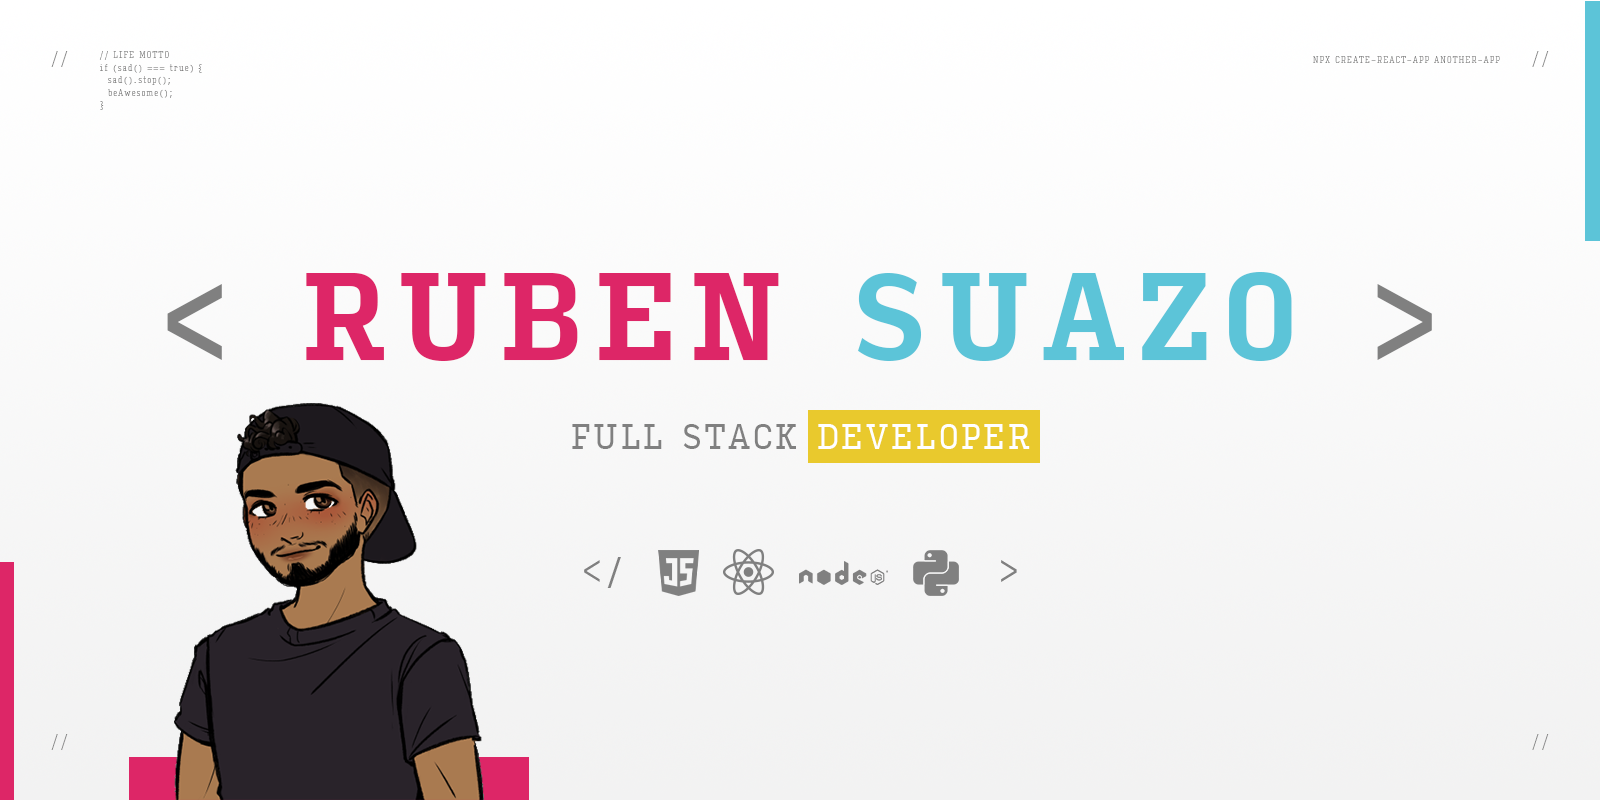 //
// LIFE MOTTO
if (sad() === true) {
sad().stop();
beAwesome();
}
NPX CREATE-REACT-APP ANOTHER-APP
//
< RUBEN SUAZO >
FULL STACK DEVELOPER
</ JS node JS >
//
//